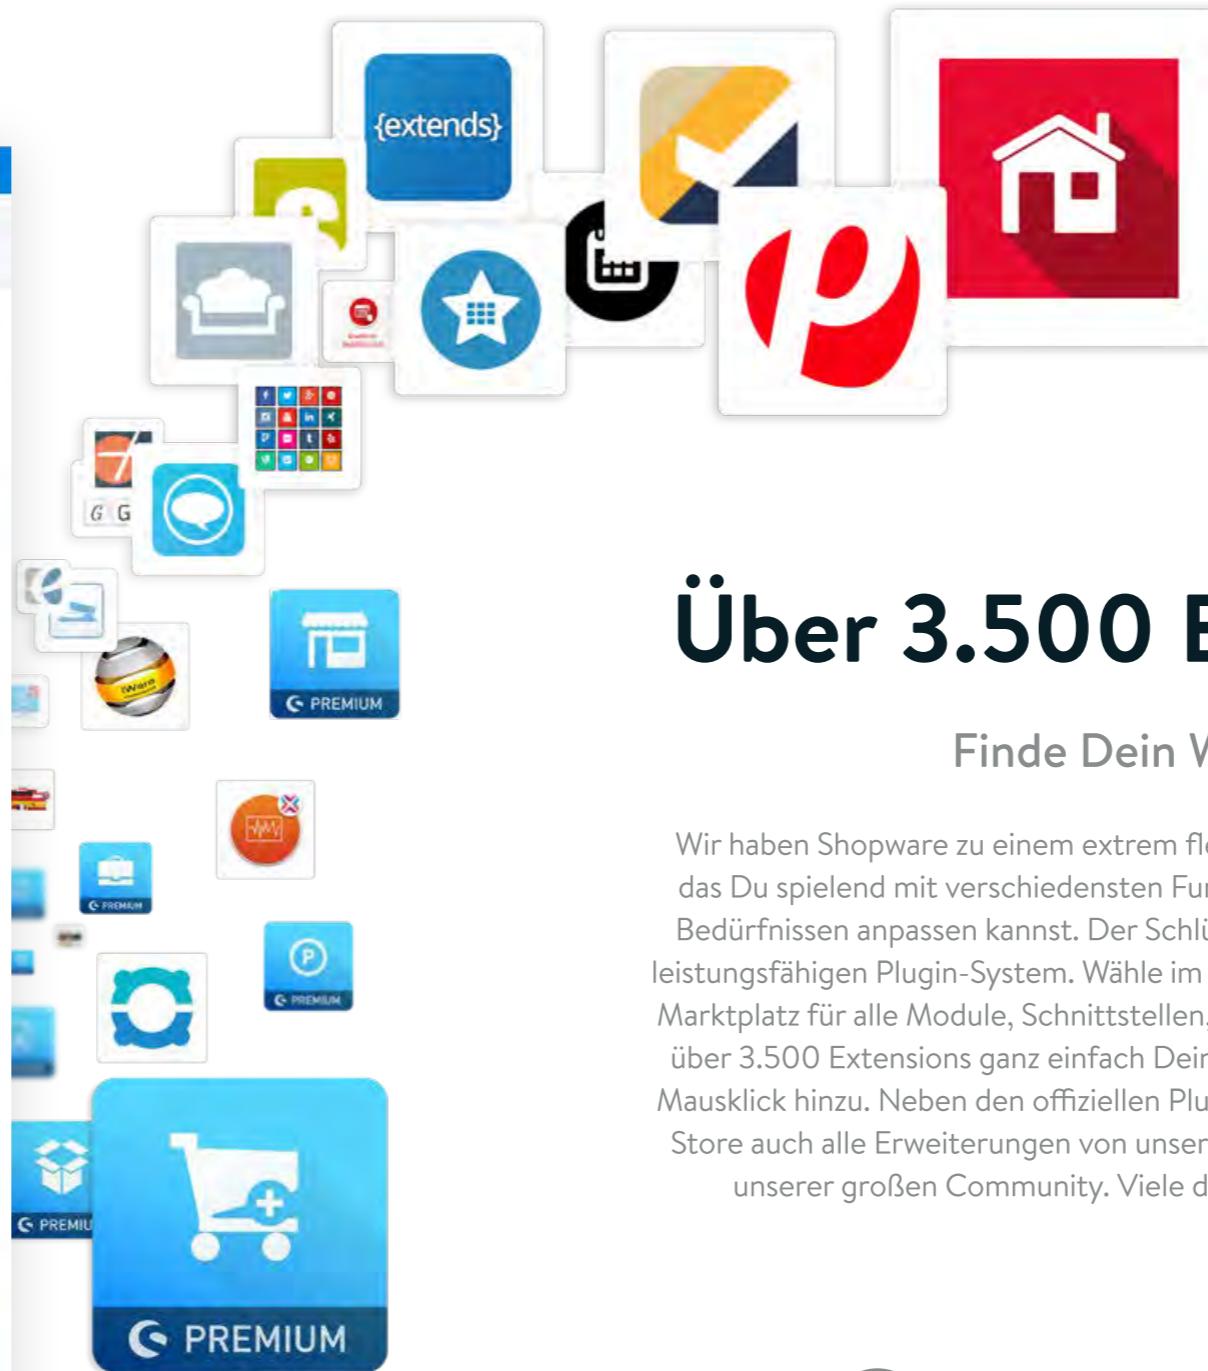 {extends}
G G
iWare
PREMIUM
PREMIUM
P
PREMIUM
PREMIU
PREMIUM
Über 3.500 E
Finde Dein W
Wir haben Shopware zu einem extrem fle
das Du spielend mit verschiedensten Fun
Bedürfnissen anpassen kannst. Der Schlü
leistungsfähigen Plugin-System. Wähle im
Marktplatz für alle Module, Schnittstellen,
über 3.500 Extensions ganz einfach Dein
Mausklick hinzu. Neben den offiziellen Plu
Store auch alle Erweiterungen von unser
unserer großen Community. Viele d